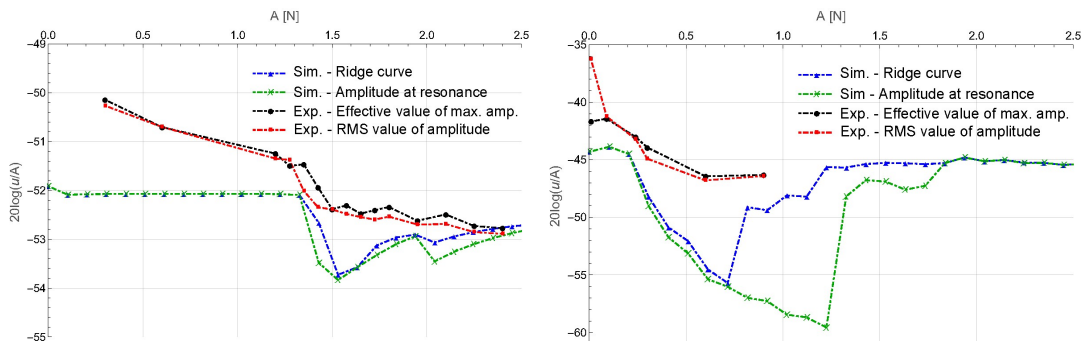 A [N]
0.0 0.5 1.0 1.5 2.0 2.5
-49
-50
-51
-52
-53
-54
-55
20log(u/A)
Sim. - Ridge curve
Sim. - Amplitude at resonance
Exp. - Effective value of max. amp.
Exp. - RMS value of amplitude
A [N]
0.0 0.5 1.0 1.5 2.0 2.5
-35
-40
-45
-50
-55
-60
20log(u/A)
Sim. - Ridge curve
Sim - Amplitude at resonance
Exp. - Effective value of max. amp.
Exp. - RMS value of amplitude